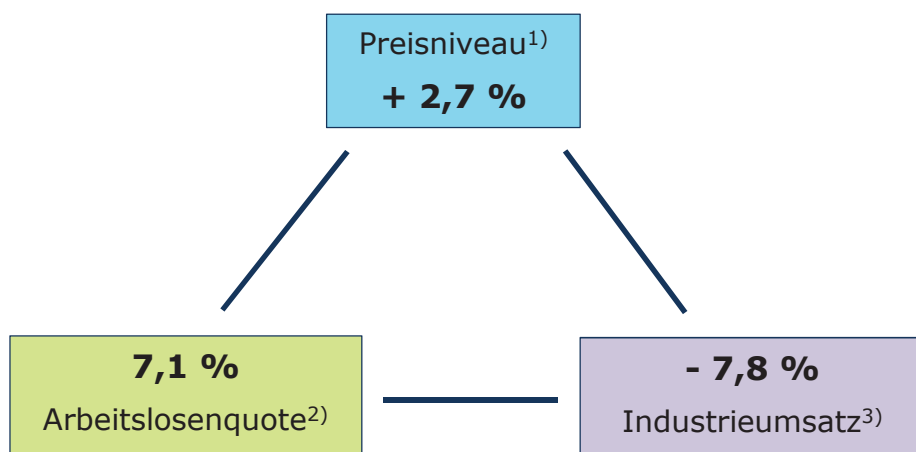 Preisniveau1)
+ 2,7 %
7,1 %
Arbeitslosenquote2)
- 7,8 %
Industrieumsatz3)